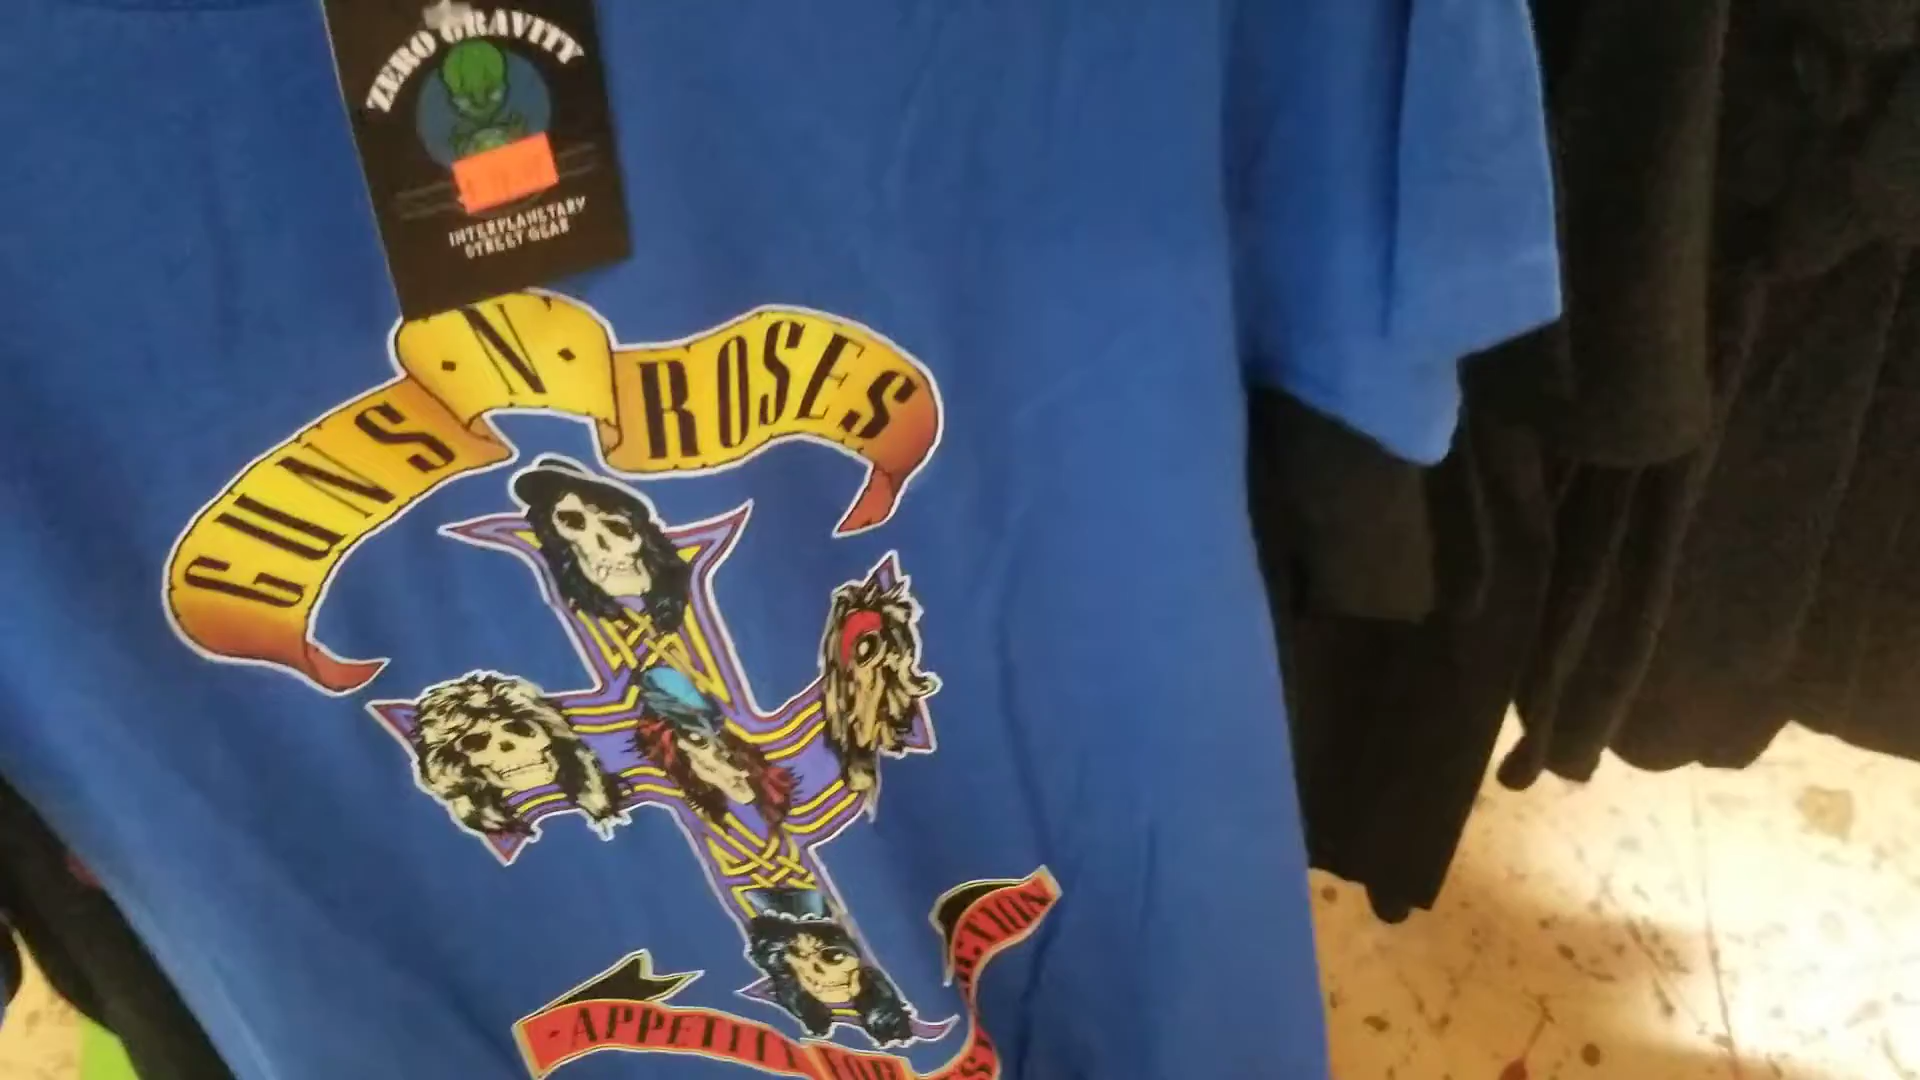 ZERO GRAVITY
INTERPLANETARY
STREET GEAR
GUNS ·N· ROSES
·APPETITE FOR